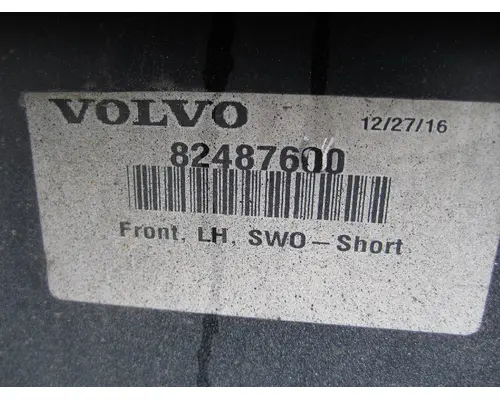 VOLVO 12/27/16
82487600
Front, LH, SWO-Short